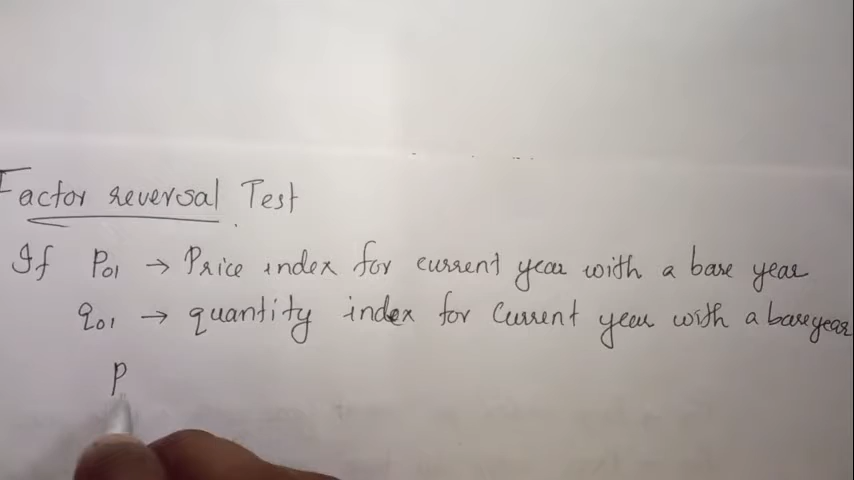 Factor reversal Test
If P01 → Price index for current year with a base year
q01 → quantity index for Current year with a base year
P